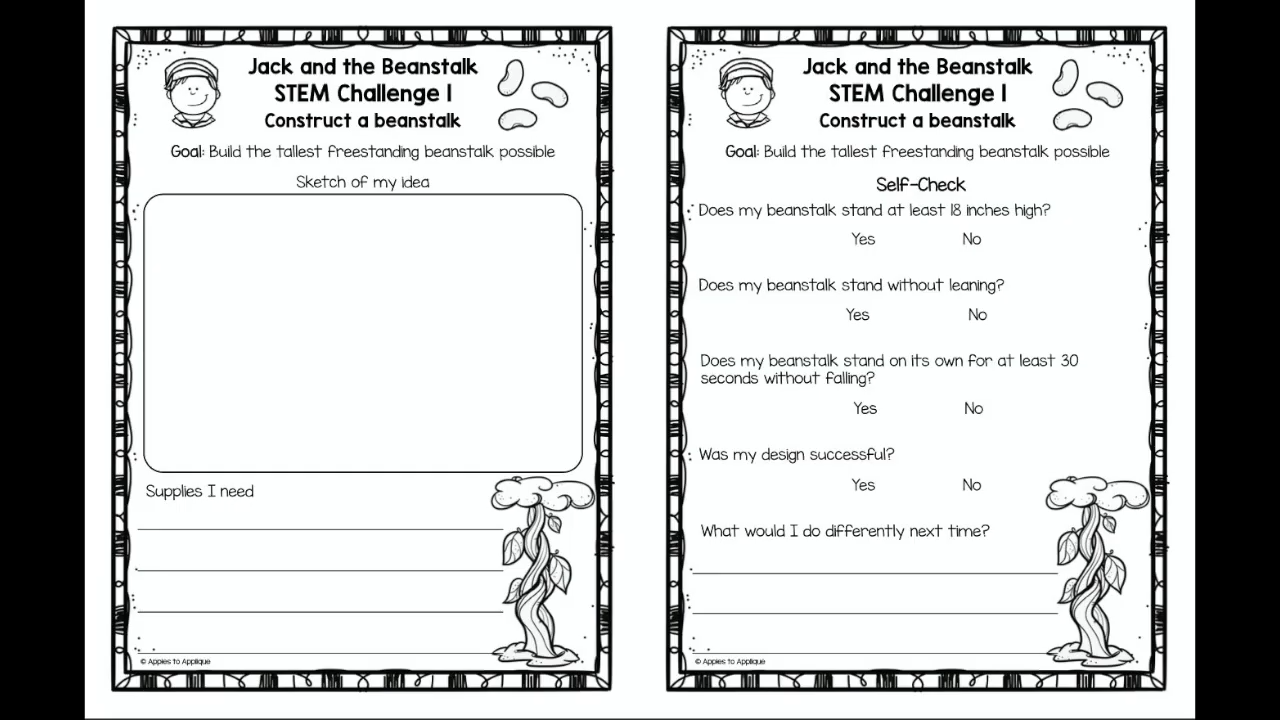 Jack and the Beanstalk
STEM Challenge 1
Construct a beanstalk
Goal: Build the tallest freestanding beanstalk possible
Sketch of my idea
Supplies I need
© Apples to Applique
Jack and the Beanstalk
STEM Challenge 1
Construct a beanstalk
Goal: Build the tallest freestanding beanstalk possible
Self-Check
Does my beanstalk stand at least 18 inches high?
Yes No
Does my beanstalk stand without leaning?
Yes No
Does my beanstalk stand on its own for at least 30
seconds without falling?
Yes No
Was my design successful?
Yes No
What would I do differently next time?
© Apples to Applique